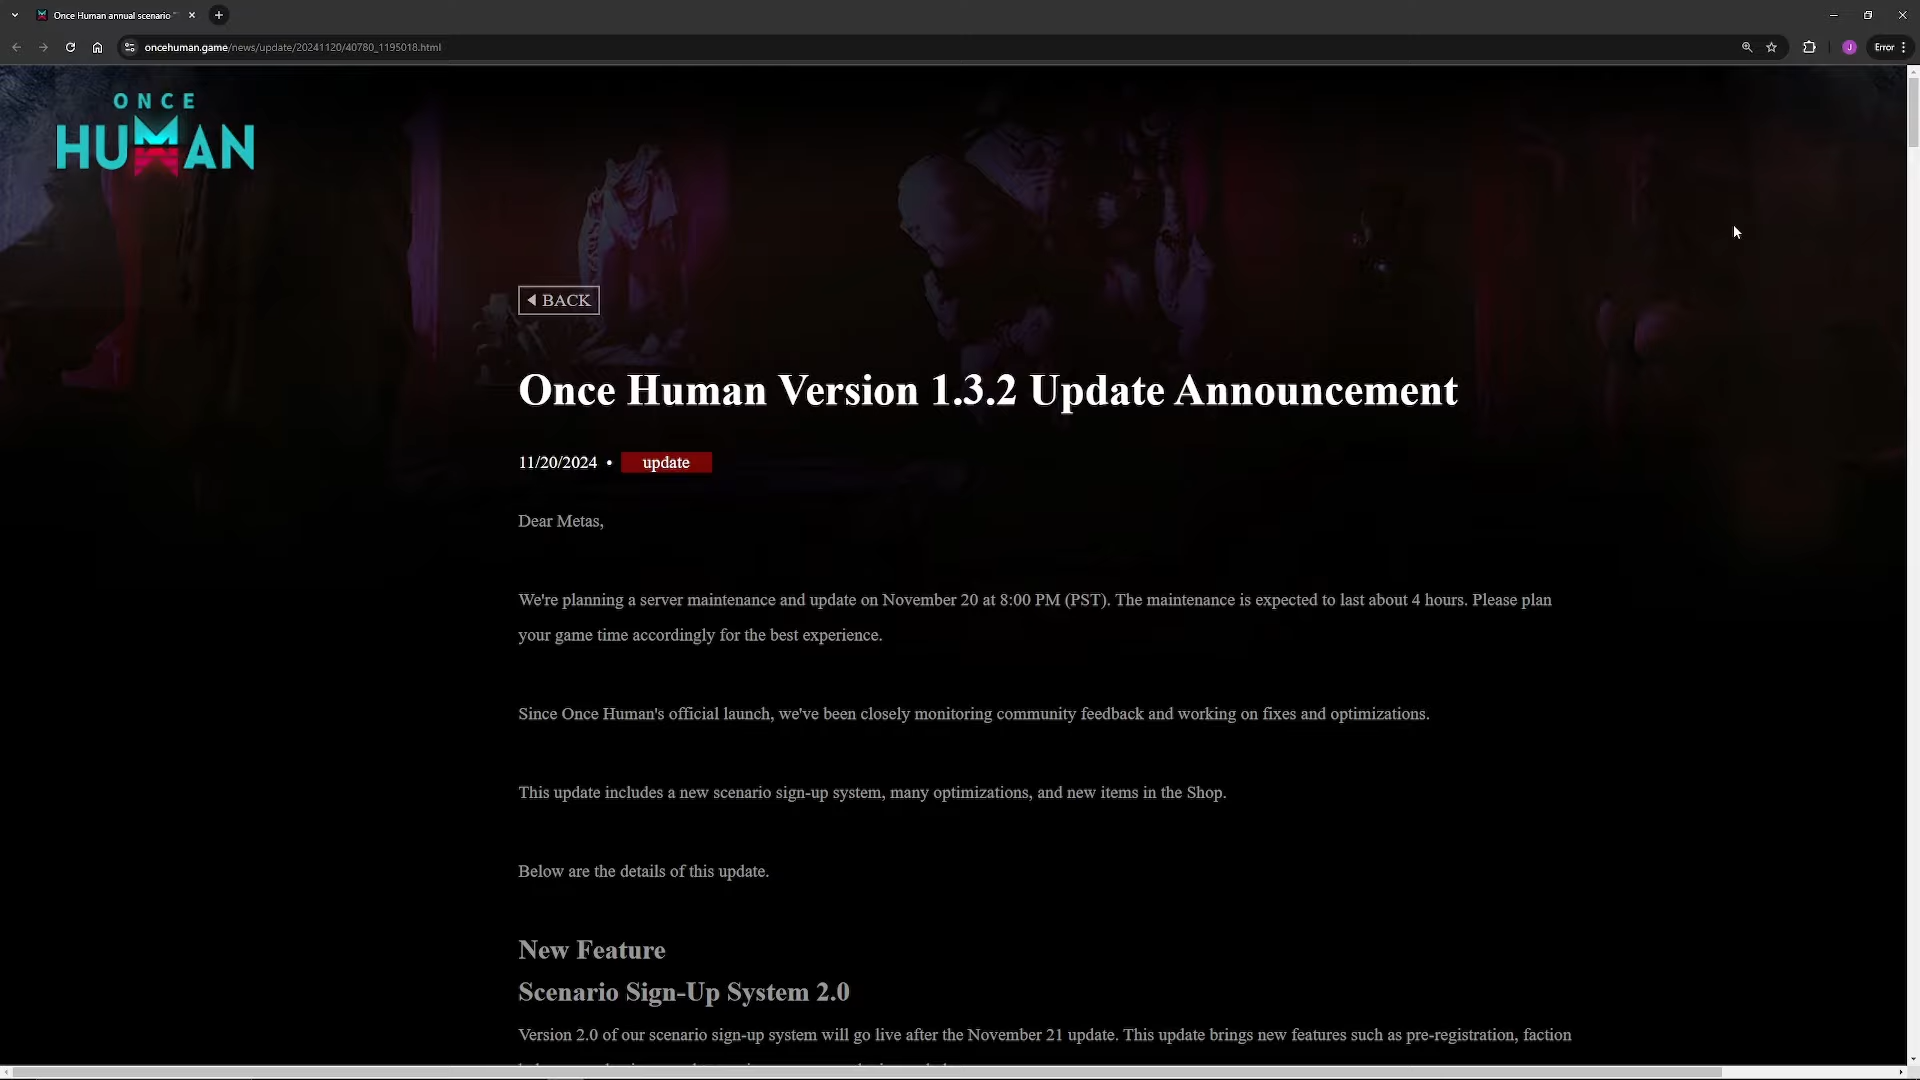 Once Human annual scenario
oncehuman.game/news/update/20241120/40780_1195018.html
J
Error
ONCE
HUMAN
BACK
Once Human Version 1.3.2 Update Announcement
11/20/2024 • update
Dear Metas,
We're planning a server maintenance and update on November 20 at 8:00 PM (PST). The maintenance is expected to last about 4 hours. Please plan
your game time accordingly for the best experience.
Since Once Human's official launch, we've been closely monitoring community feedback and working on fixes and optimizations.
This update includes a new scenario sign-up system, many optimizations, and new items in the Shop.
Below are the details of this update.
New Feature
Scenario Sign-Up System 2.0
Version 2.0 of our scenario sign-up system will go live after the November 21 update. This update brings new features such as pre-registration, faction